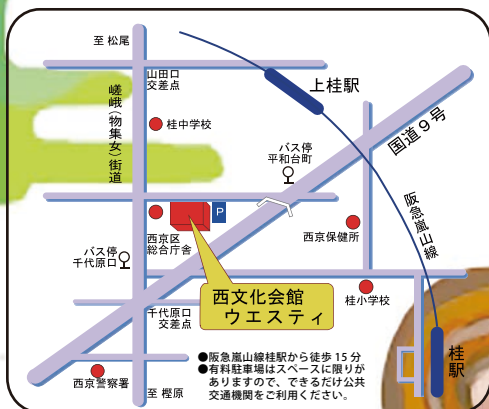 至 松尾
山田口
交差点
上桂駅
嵯峨(物集女)街道
桂中学校
国道9号
バス停
平和台町
阪急嵐山線
P
西京区
総合庁舎
西京保健所
バス停
千代原口
西文化会館
ウエスティ
桂小学校
千代原口
交差点
桂駅
西京警察署
至 樫原
●阪急嵐山線桂駅から徒歩15分
●有料駐車場はスペースに限りが
ありますので、できるだけ公共
交通機関をご利用ください。